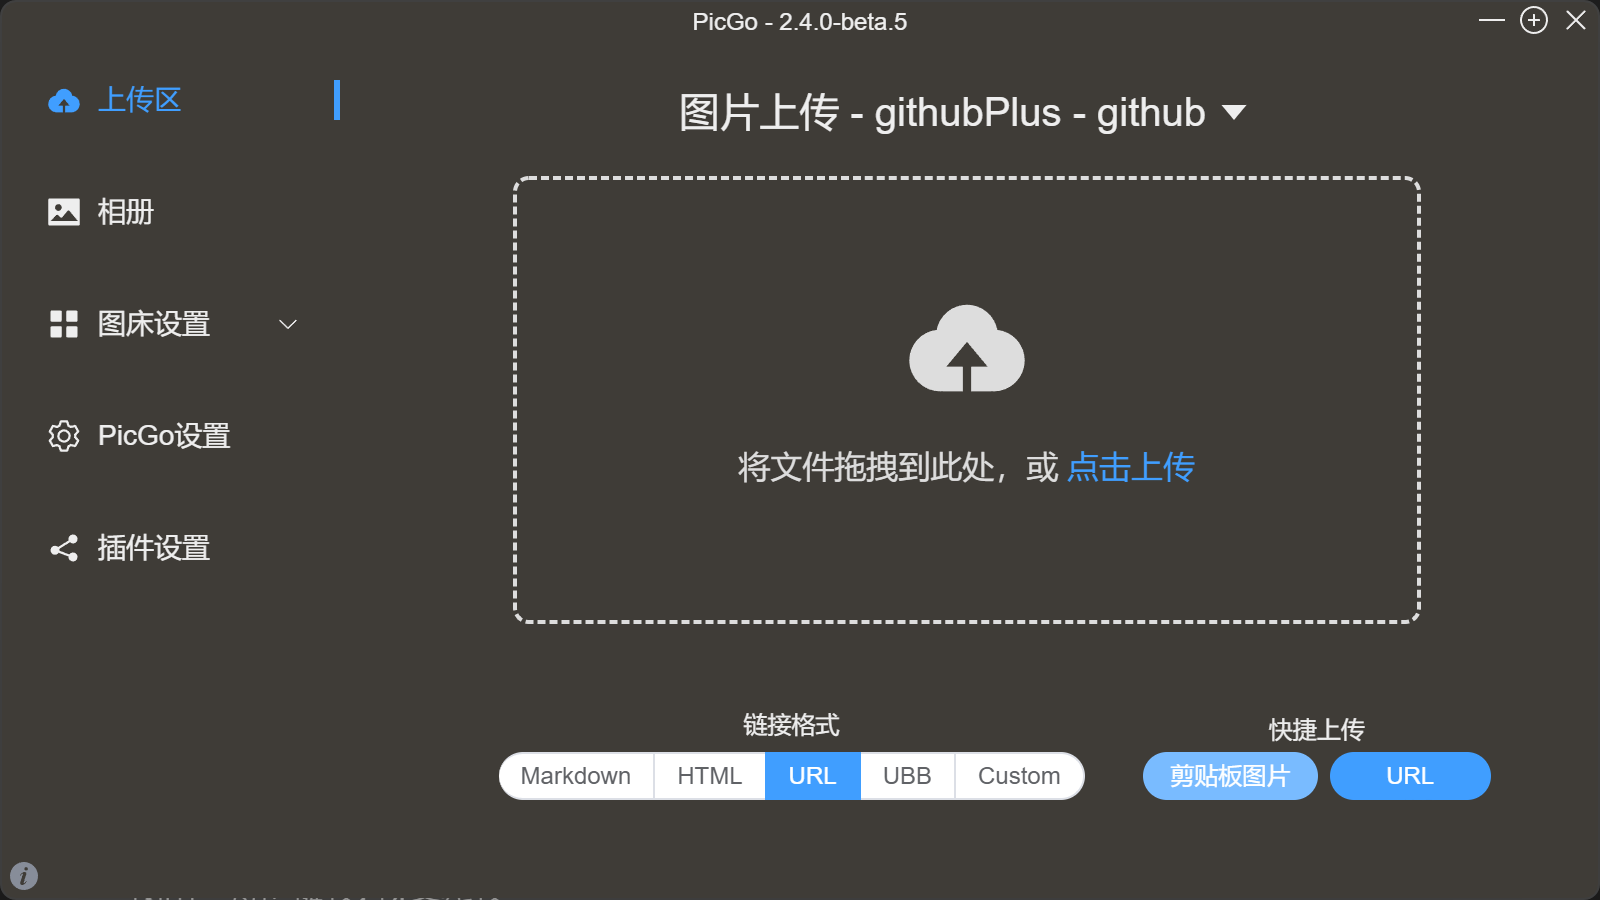 PicGo - 2.4.0-beta.5
上传区
相册
图床设置
PicGo设置
插件设置
图片上传 - githubPlus - github
将文件拖拽到此处，或 点击上传
链接格式
Markdown HTML URL UBB Custom
快捷上传
剪贴板图片 URL